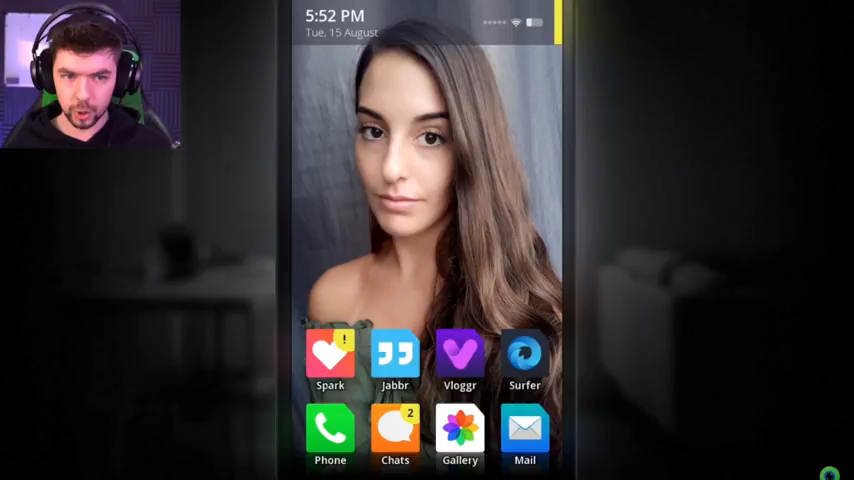 5:52 PM
Tue, 15 August
!
Spark
Jabbr
Vloggr
Surfer
2
Phone
Chats
Gallery
Mail